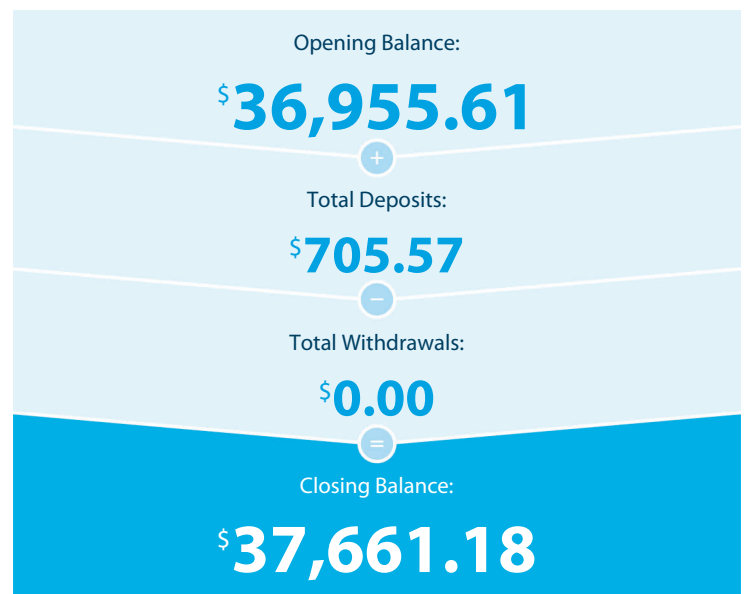 Opening Balance:
$36,955.61
+
Total Deposits:
$705.57
−
Total Withdrawals:
$0.00
=
Closing Balance:
$37,661.18